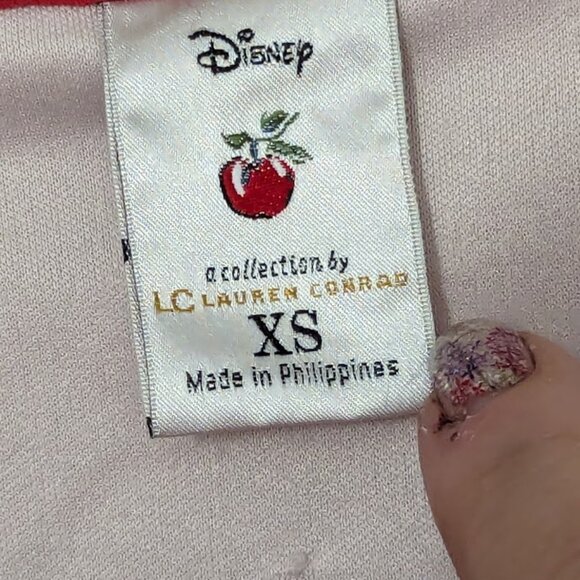 Disney
a collection by
LC LAUREN CONRAD
XS
Made in Philippines